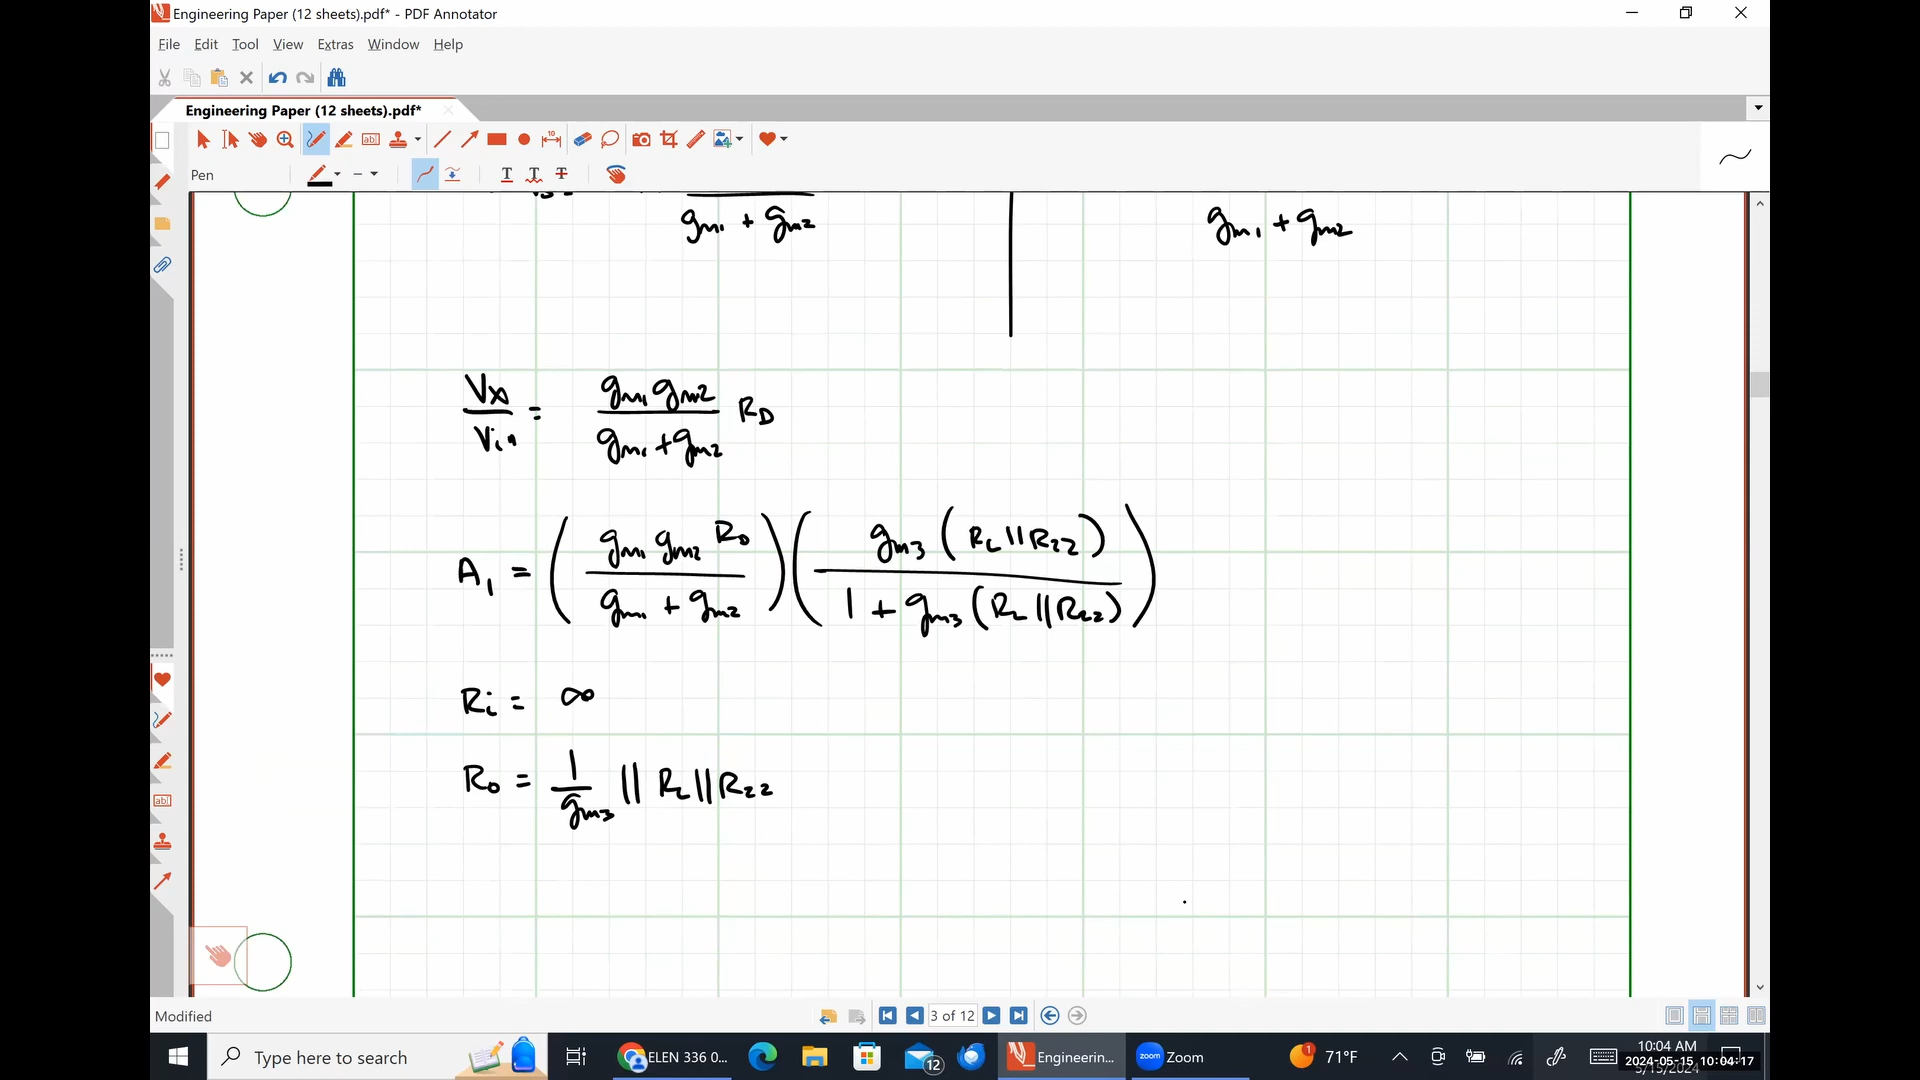 Engineering Paper (12 sheets).pdf* - PDF Annotator
File Edit Tool View Extras Window Help
Engineering Paper (12 sheets).pdf*
Pen
gm1 + gm2
gm1 + gm2
Vx/Vin = gm1 gm2 / gm1 + gm2 RD
A1 = ( gm1 gm2 RD / gm1 + gm2 ) ( gm3 ( RL || R22 ) / 1 + gm3 ( RL || R22 ) )
Ri = ∞
Ro = 1 / gm3 || RL || R22
Modified
3 of 12
Type here to search
ELEN 336 0...
12
Engineerin...
zoom
Zoom
1
71°F
10:04 AM
2024-05-15 10:04:17